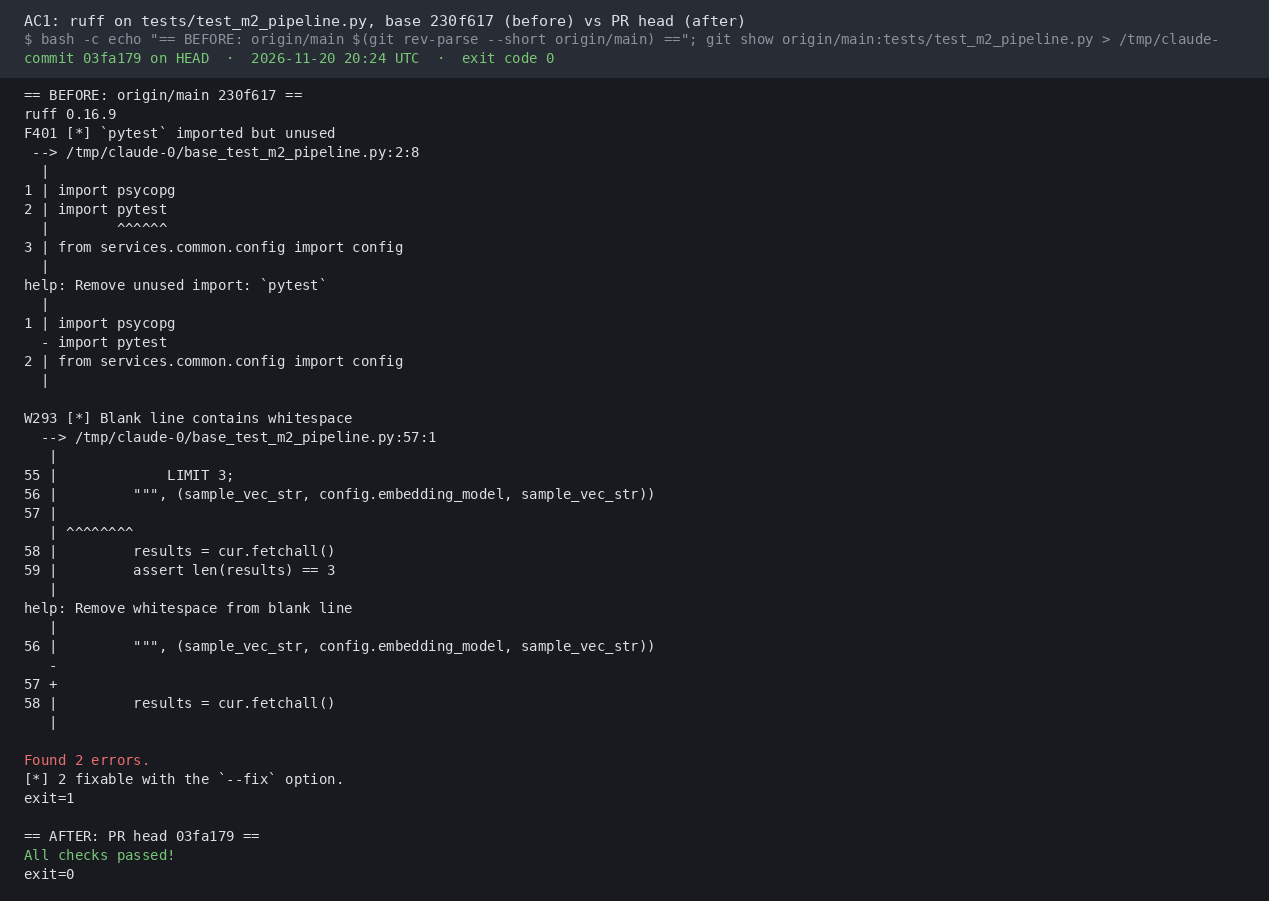 AC1: ruff on tests/test_m2_pipeline.py, base 230f617 (before) vs PR head (after)
$ bash -c echo "== BEFORE: origin/main $(git rev-parse --short origin/main) =="; git show origin/main:tests/test_m2_pipeline.py > /tmp/claude-
commit 03fa179 on HEAD  ·  2026-11-20 20:24 UTC  ·  exit code 0
== BEFORE: origin/main 230f617 ==
ruff 0.16.9
F401 [*] `pytest` imported but unused
 --> /tmp/claude-0/base_test_m2_pipeline.py:2:8
  |
1 | import psycopg
2 | import pytest
  |        ^^^^^^
3 | from services.common.config import config
  |
help: Remove unused import: `pytest`
  |
1 | import psycopg
  - import pytest
2 | from services.common.config import config
  |

W293 [*] Blank line contains whitespace
  --> /tmp/claude-0/base_test_m2_pipeline.py:57:1
   |
55 |             LIMIT 3;
56 |         """, (sample_vec_str, config.embedding_model, sample_vec_str))
57 |
   | ^^^^^^^^
58 |         results = cur.fetchall()
59 |         assert len(results) == 3
   |
help: Remove whitespace from blank line
   |
56 |         """, (sample_vec_str, config.embedding_model, sample_vec_str))
   -
57 +
58 |         results = cur.fetchall()
   |

Found 2 errors.
[*] 2 fixable with the `--fix` option.
exit=1

== AFTER: PR head 03fa179 ==
All checks passed!
exit=0